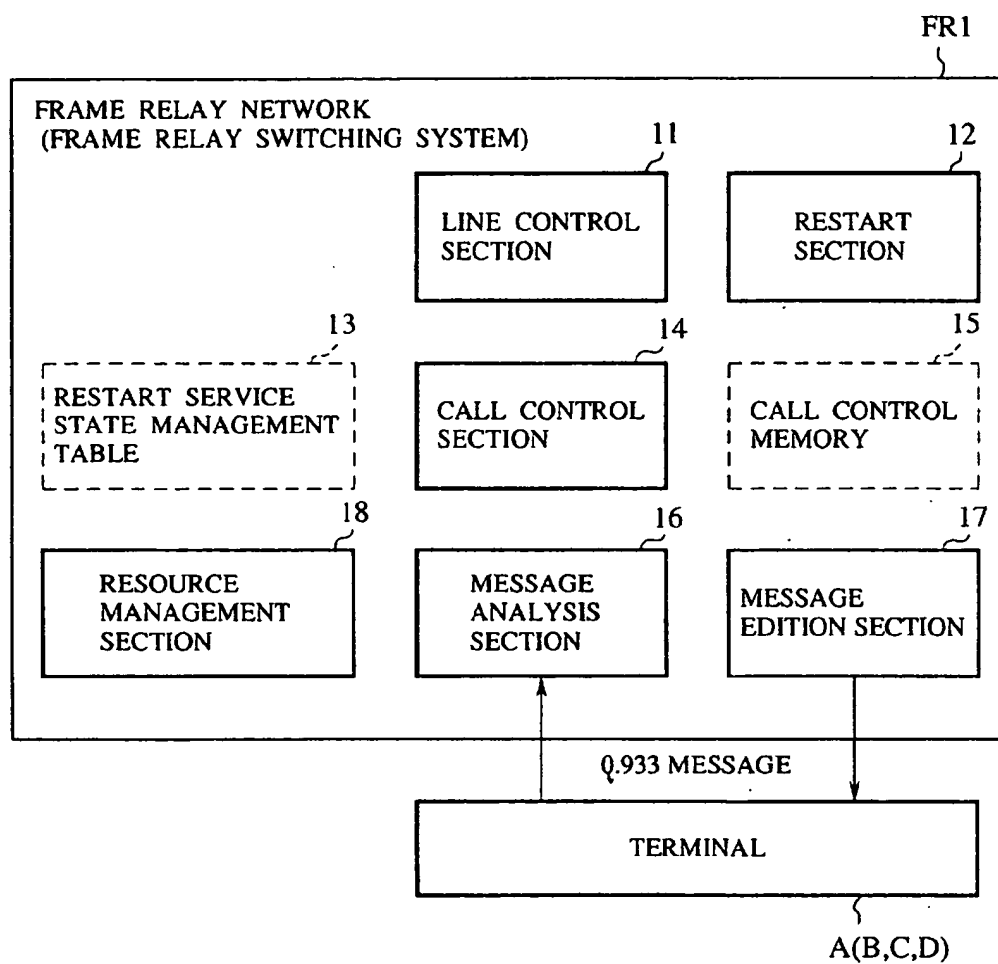 FR1
FRAME RELAY NETWORK
(FRAME RELAY SWITCHING SYSTEM)
11
12
LINE CONTROL
SECTION
RESTART
SECTION
13
14
15
RESTART SERVICE
STATE MANAGEMENT
TABLE
CALL CONTROL
SECTION
CALL CONTROL
MEMORY
18
16
17
RESOURCE
MANAGEMENT
SECTION
MESSAGE
ANALYSIS
SECTION
MESSAGE
EDITION SECTION
Q.933 MESSAGE
TERMINAL
A(B,C,D)